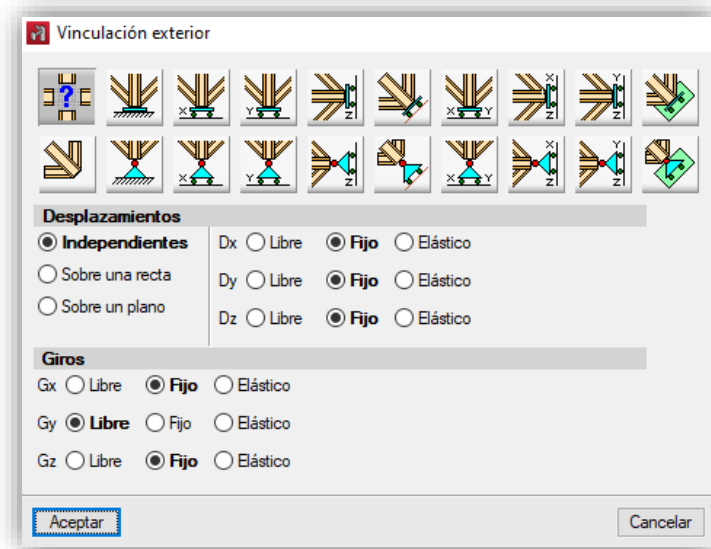 Vinculación exterior
?
X Y Z X Y X Z Y Z
X Y Z X Y X Z Y Z
Desplazamientos
Independientes Dx Libre Fijo Elástico
Sobre una recta Dy Libre Fijo Elástico
Sobre un plano Dz Libre Fijo Elástico
Giros
Gx Libre Fijo Elástico
Gy Libre Fijo Elástico
Gz Libre Fijo Elástico
Aceptar Cancelar